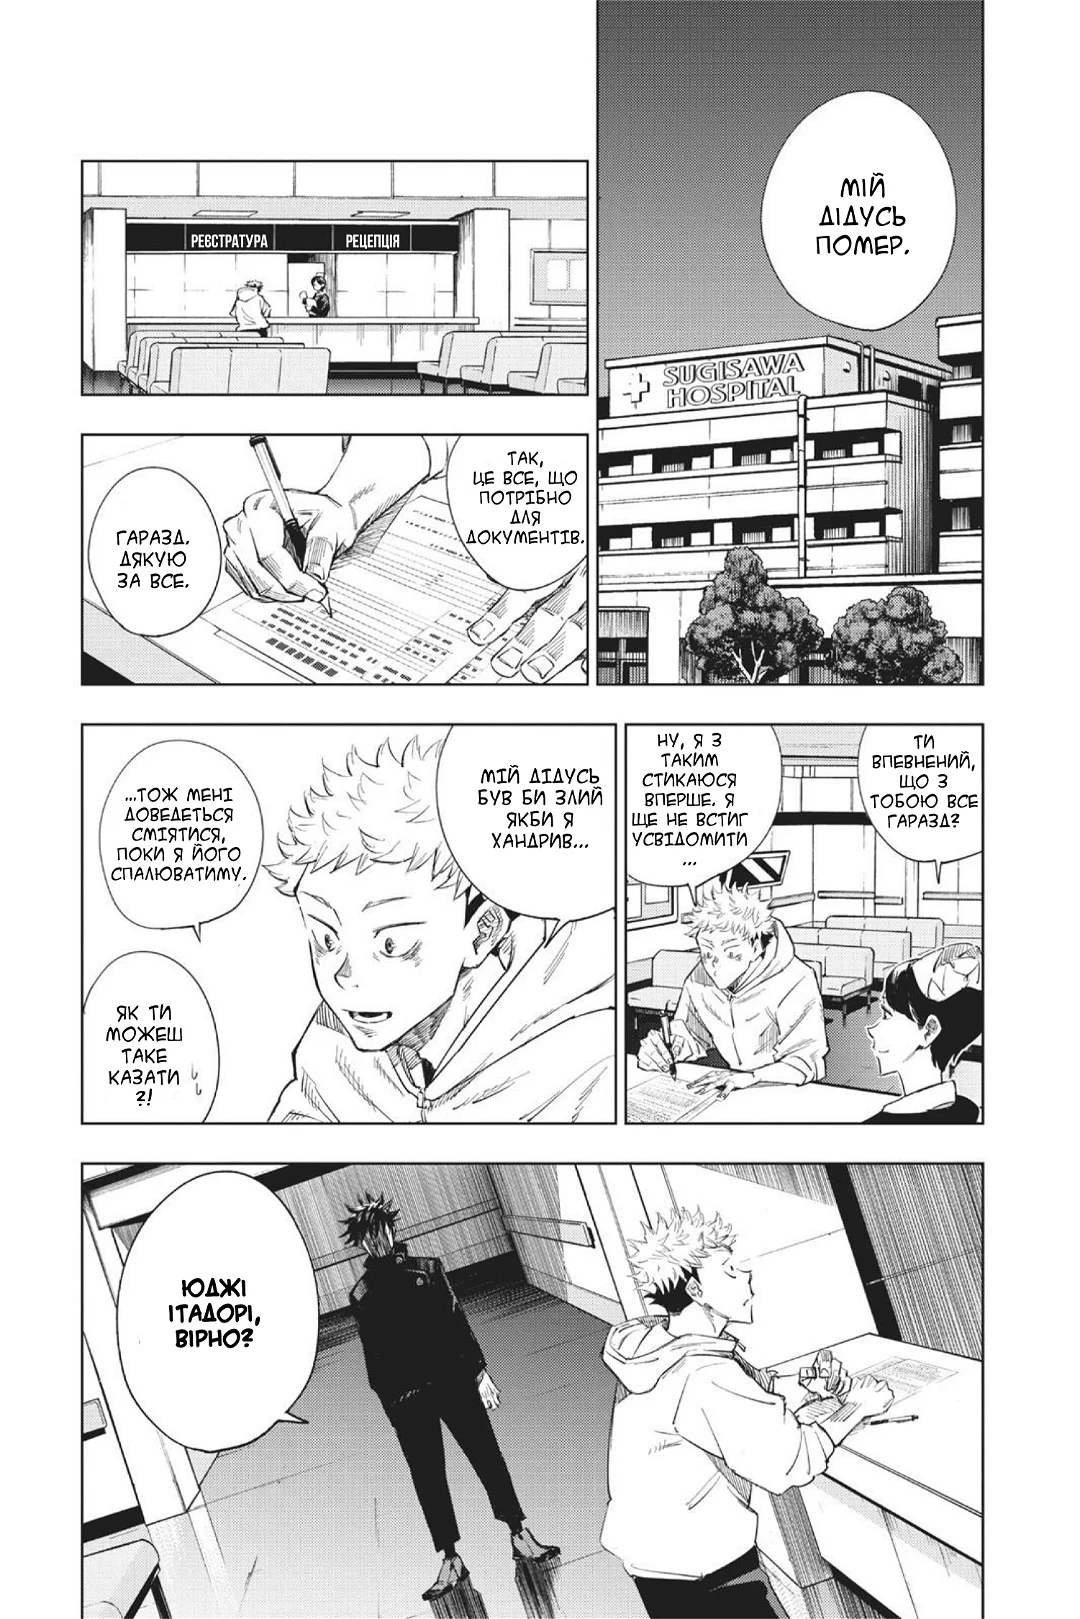 МІЙ
ДІДУСЬ
ПОМЕР.
SUGISAWA
HOSPITAL
РЕЄСТРАТУРА
РЕЦЕПЦІЯ
ТАК,
ЦЕ ВСЕ, ЩО
ПОТРІБНО
ДЛЯ
ДОКУМЕНТІВ.
ГАРАЗД.
ДЯКУЮ
ЗА ВСЕ.
ТИ
ВПЕВНЕНИЙ,
ЩО З
ТОБОЮ ВСЕ
ГАРАЗД?
НУ, Я З
ТАКИМ
СТИКАЮСЯ
ВПЕРШЕ. Я
ЩЕ НЕ ВСТИГ
УСВІДОМИТИ
...
МІЙ ДІДУСЬ
БУВ БИ ЗЛИЙ
ЯКБИ Я
ХАНДРИВ...
...ТОЖ МЕНІ
ДОВЕДЕТЬСЯ
СМІЯТИСЯ,
ПОКИ Я ЙОГО
СПАЛЮВАТИМУ.
ЯК ТИ
МОЖЕШ
ТАКЕ
КАЗАТИ
?!
ЮДЖІ
ІТАДОРІ,
ВІРНО?